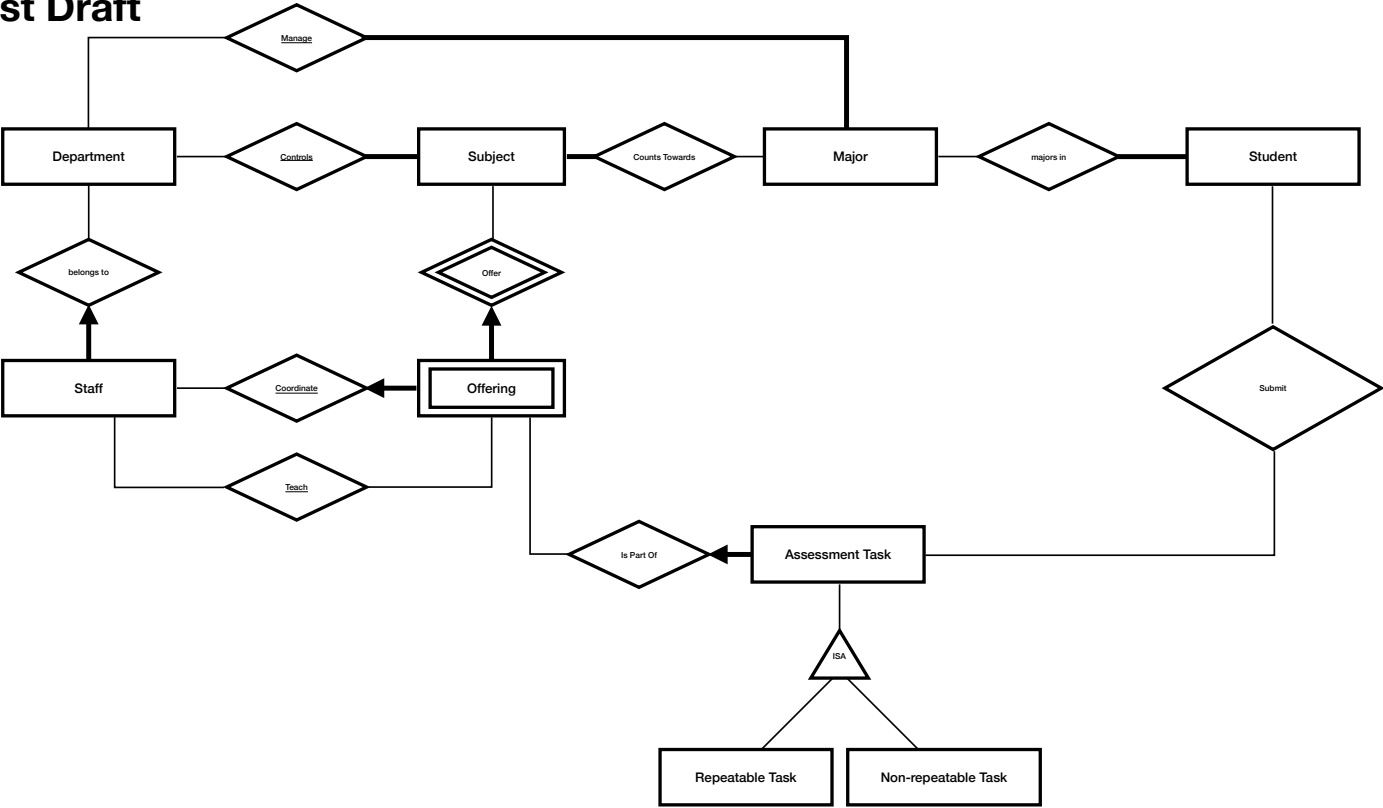 st Draft
Manage
Department
Controls
Subject
Counts Towards
Major
majors in
Student
belongs to
Offer
Staff
Coordinate
Offering
Submit
Teach
Is Part Of
Assessment Task
ISA
Repeatable Task
Non-repeatable Task